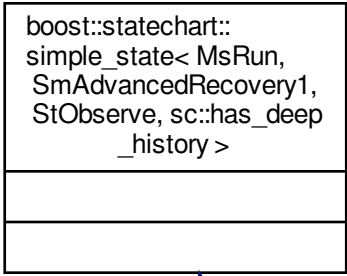 boost::statechart::
simple_state< MsRun,
SmAdvancedRecovery1,
StObserve, sc::has_deep
_history >